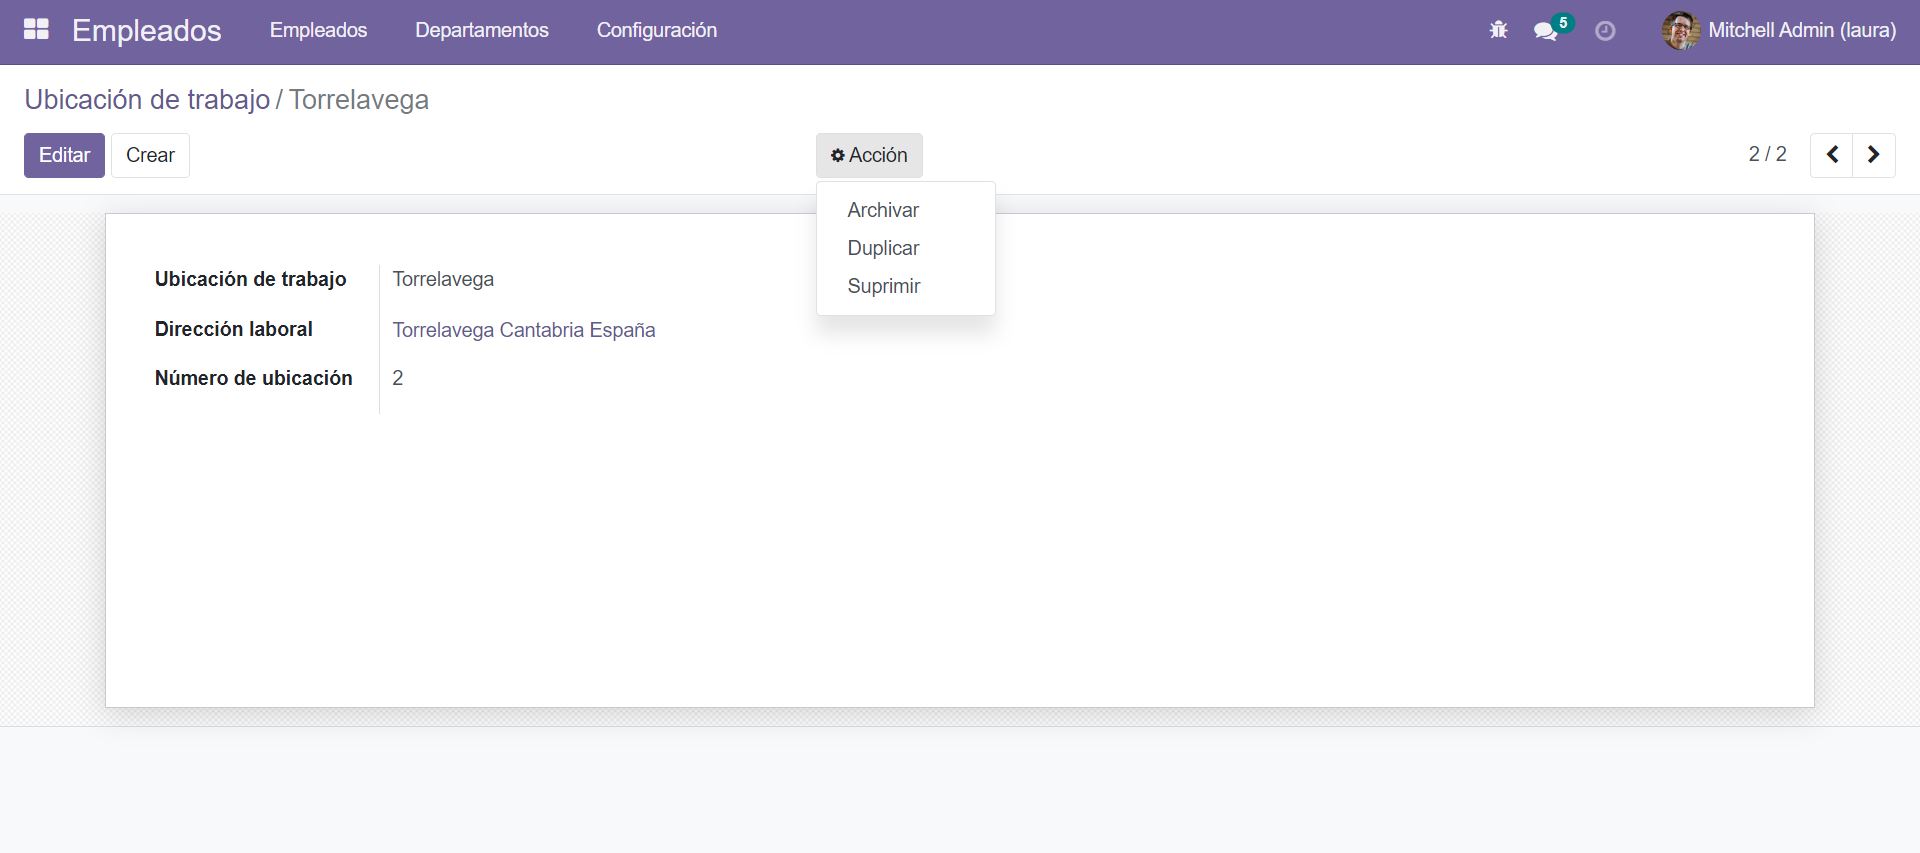 Empleados Empleados Departamentos Configuración 5 Mitchell Admin (laura)
Ubicación de trabajo / Torrelavega
Editar Crear Acción 2 / 2
Archivar
Duplicar
Suprimir
Ubicación de trabajo Torrelavega
Dirección laboral Torrelavega Cantabria España
Número de ubicación 2